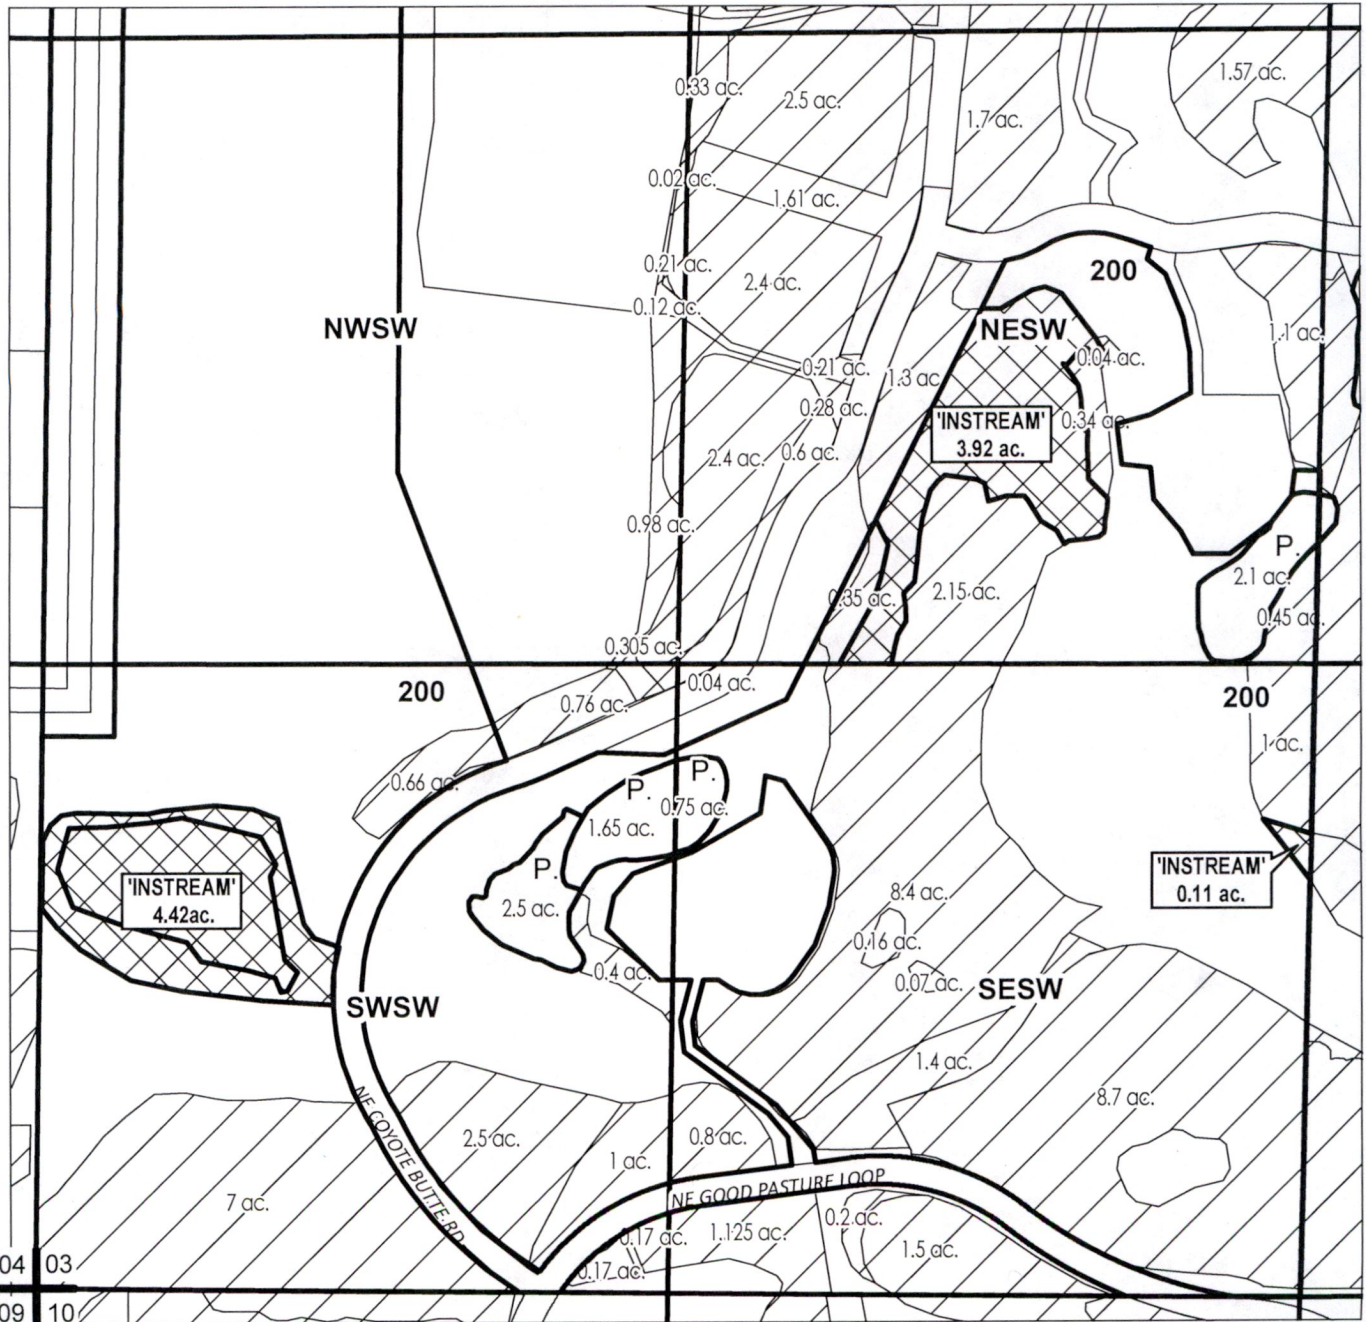 1.57 ac.
0.33 ac.
2.5 ac.
1.7 ac.
0.02 ac.
1.61 ac.
0.21 ac.
2.4 ac.
200
0.12 ac.
NWSW
NESW
1.1 ac.
0.04 ac.
0.21 ac.
1.3 ac.
0.28 ac.
'INSTREAM'
3.92 ac.
0.34 ac.
0.6 ac.
2.4 ac.
0.98 ac.
P.
2.1 ac.
0.35 ac.
2.15 ac.
0.45 ac.
0.305 ac.
0.04 ac.
200
0.76 ac.
200
1 ac.
0.66 ac.
P.
P.
0.75 ac.
1.65 ac.
P.
2.5 ac.
'INSTREAM'
4.42ac.
'INSTREAM'
0.11 ac.
8.4 ac.
0.16 ac.
0.4 ac.
0.07 ac.
SESW
SWSW
1.4 ac.
8.7 ac.
NE COYOTE BUTTE RD
2.5 ac.
0.8 ac.
1 ac.
NE GOOD PASTURE LOOP
7 ac.
0.2 ac.
1.125 ac.
0.17 ac.
1.5 ac.
0.17 ac.
04 03
09 10